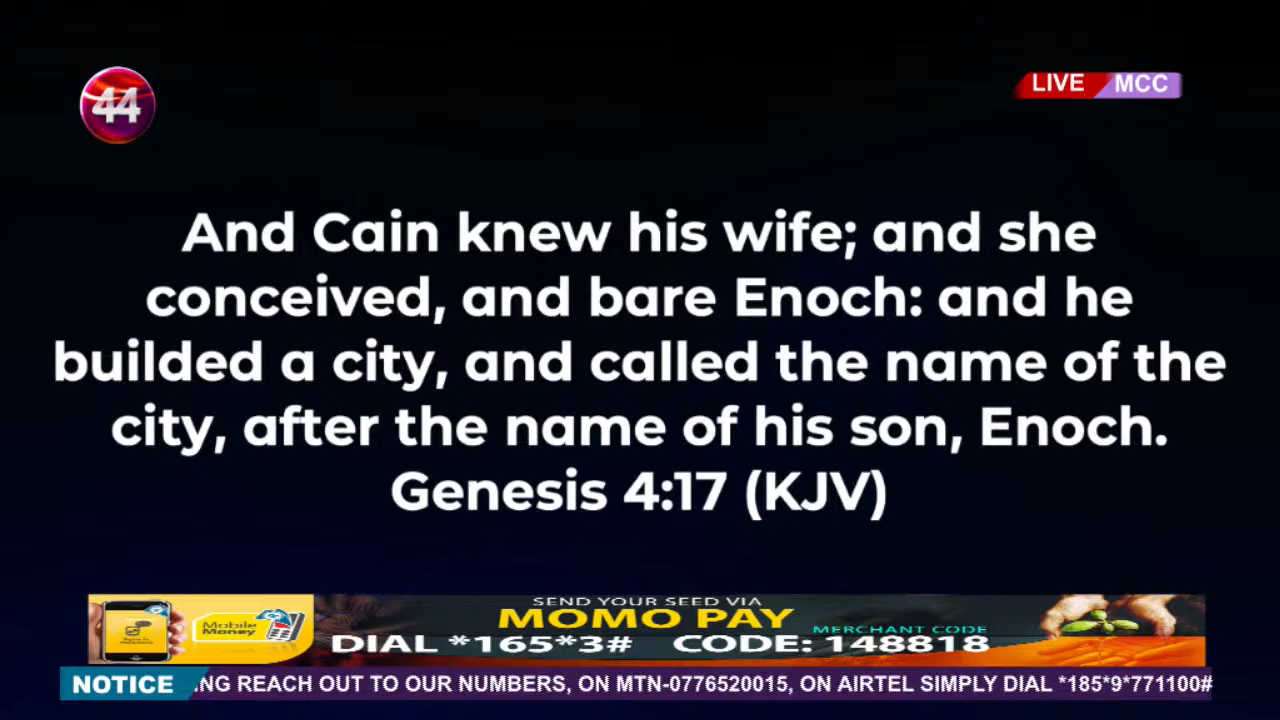 44
LIVE MCC
And Cain knew his wife; and she
conceived, and bare Enoch: and he
builded a city, and called the name of the
city, after the name of his son, Enoch.
Genesis 4:17 (KJV)
Mobile
Money
SEND YOUR SEED VIA
MOMO PAY
MERCHANT CODE
DIAL *165*3# CODE: 148818
NOTICE NG REACH OUT TO OUR NUMBERS, ON MTN-0776520015, ON AIRTEL SIMPLY DIAL *185*9*771100#